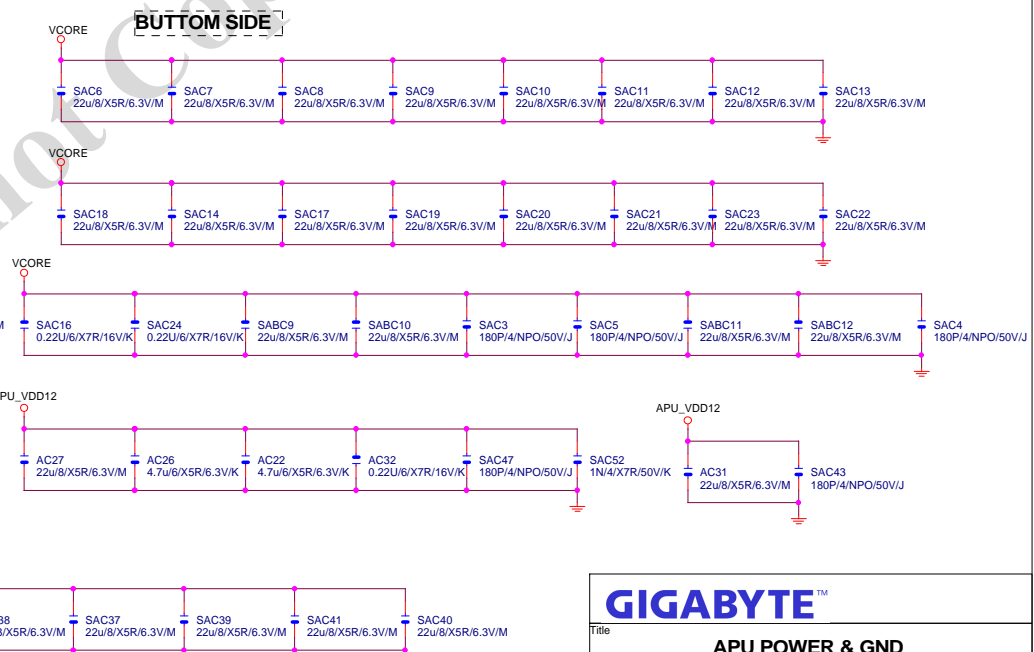 BUTTOM SIDE
VCORE
SAC6 SAC7 SAC8 SAC9 SAC10 SAC11 SAC12 SAC13
22u/8/X5R/6.3V/M 22u/8/X5R/6.3V/M 22u/8/X5R/6.3V/M 22u/8/X5R/6.3V/M 22u/8/X5R/6.3V/M 22u/8/X5R/6.3V/M 22u/8/X5R/6.3V/M 22u/8/X5R/6.3V/M
VCORE
SAC18 SAC14 SAC17 SAC19 SAC20 SAC21 SAC23 SAC22
22u/8/X5R/6.3V/M 22u/8/X5R/6.3V/M 22u/8/X5R/6.3V/M 22u/8/X5R/6.3V/M 22u/8/X5R/6.3V/M 22u/8/X5R/6.3V/M 22u/8/X5R/6.3V/M 22u/8/X5R/6.3V/M
VCORE
M SAC16 SAC24 SABC9 SABC10 SAC3 SAC5 SABC11 SABC12 SAC4
0.22U/6/X7R/16V/K 0.22U/6/X7R/16V/K 22u/8/X5R/6.3V/M 22u/8/X5R/6.3V/M 180P/4/NPO/50V/J 180P/4/NPO/50V/J 22u/8/X5R/6.3V/M 22u/8/X5R/6.3V/M 180P/4/NPO/50V/J
PU_VDD12 APU_VDD12
AC27 AC26 AC22 AC32 SAC47 SAC52 AC31 SAC43
22u/8/X5R/6.3V/M 4.7u/6/X5R/6.3V/K 4.7u/6/X5R/6.3V/K 0.22U/6/X7R/16V/K 180P/4/NPO/50V/J 1N/4/X7R/50V/K 22u/8/X5R/6.3V/M 180P/4/NPO/50V/J
38 SAC37 SAC39 SAC41 SAC40
/X5R/6.3V/M 22u/8/X5R/6.3V/M 22u/8/X5R/6.3V/M 22u/8/X5R/6.3V/M 22u/8/X5R/6.3V/M
GIGABYTE™
Title
APU POWER & GND
not Cop